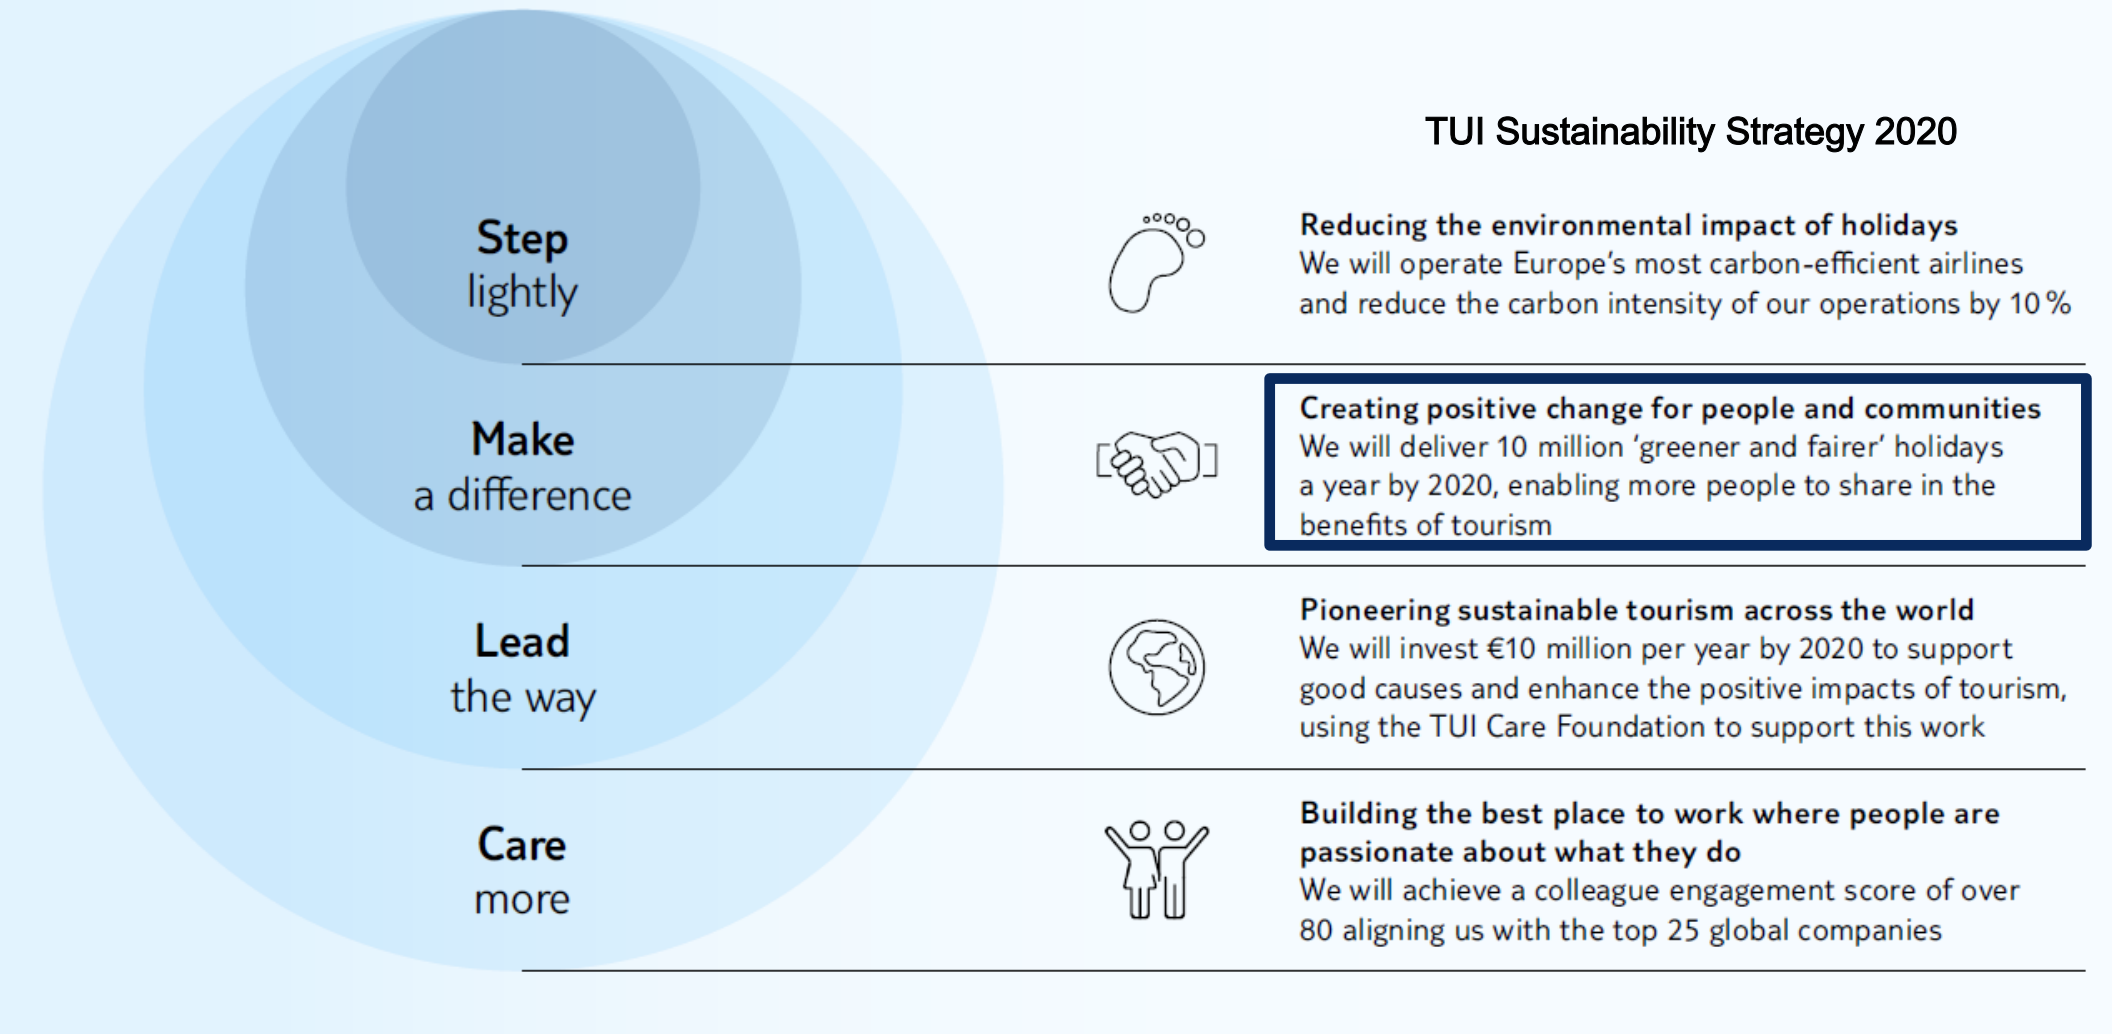 TUI Sustainability Strategy 2020
Step
lightly
Reducing the environmental impact of holidays
We will operate Europe's most carbon-efficient airlines
and reduce the carbon intensity of our operations by 10 %
Make
a difference
Creating positive change for people and communities
We will deliver 10 million ‘greener and fairer’ holidays
a year by 2020, enabling more people to share in the
benefits of tourism
Lead
the way
Pioneering sustainable tourism across the world
We will invest €10 million per year by 2020 to support
good causes and enhance the positive impacts of tourism,
using the TUI Care Foundation to support this work
Care
more
Building the best place to work where people are
passionate about what they do
We will achieve a colleague engagement score of over
80 aligning us with the top 25 global companies